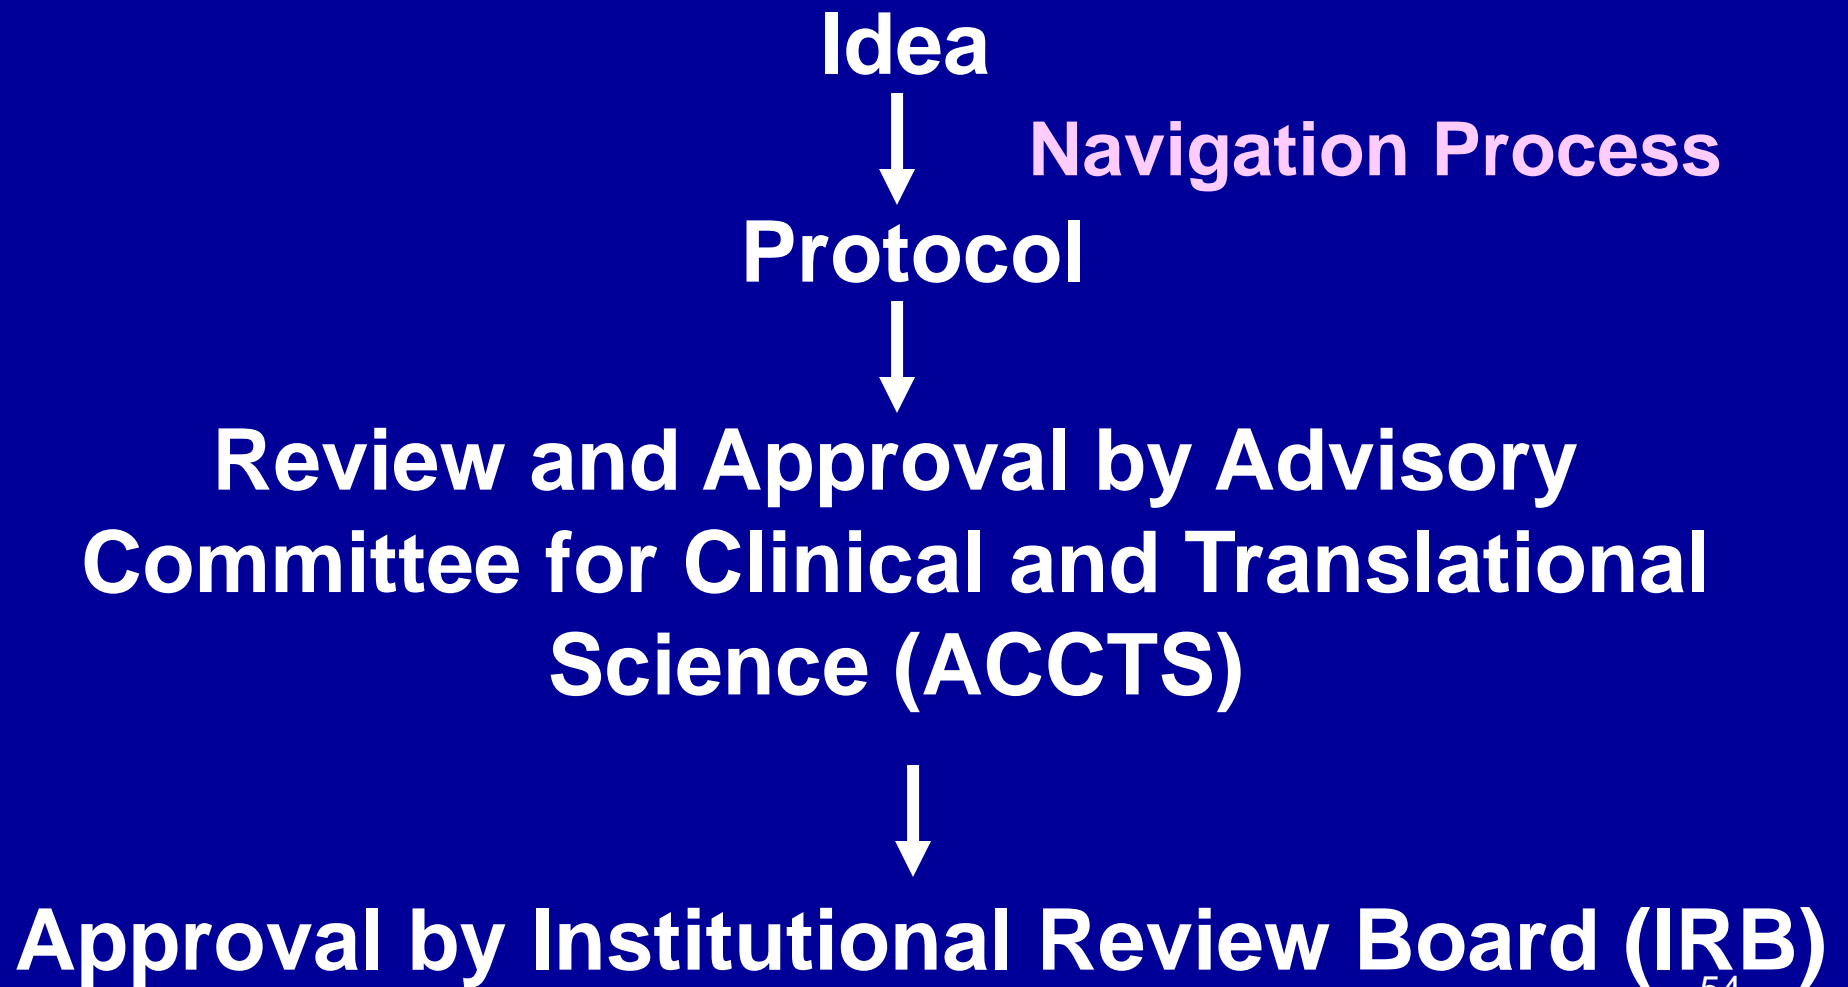 Idea
Navigation Process
Protocol
Review and Approval by Advisory
Committee for Clinical and Translational
Science (ACCTS)
Approval by Institutional Review Board (IRB)
54